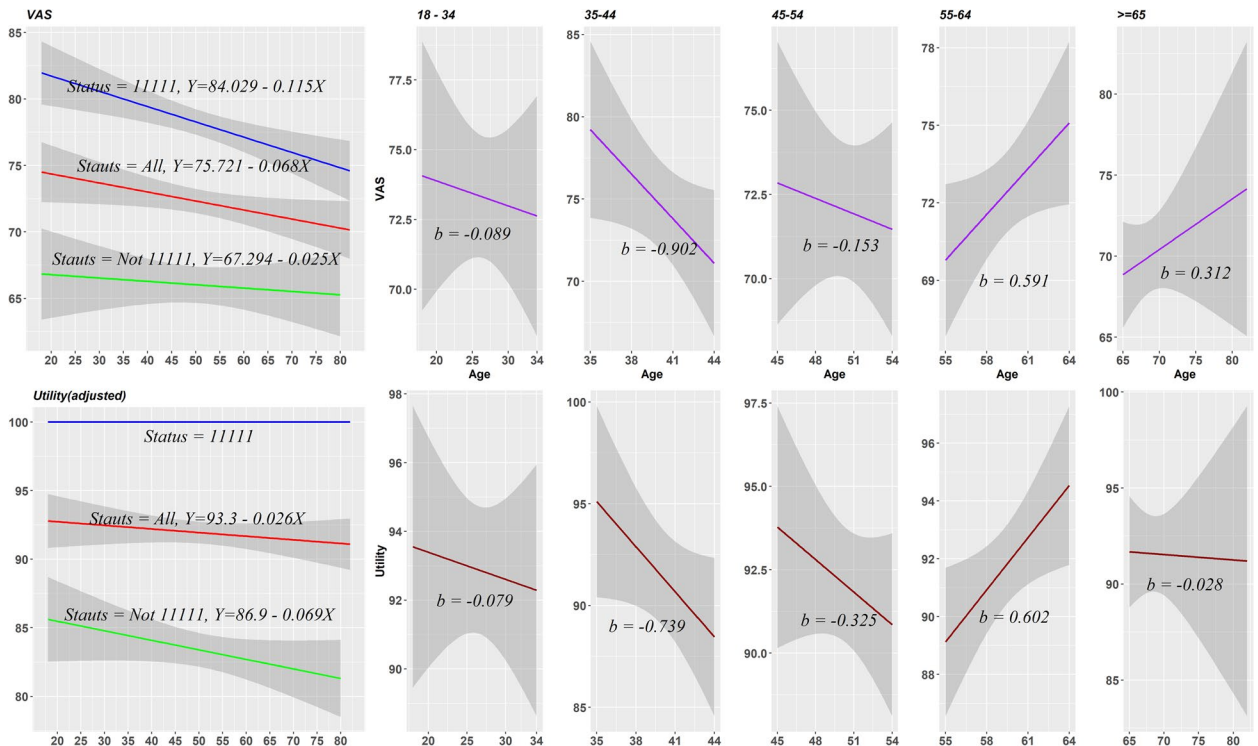 VAS
18 - 34
35-44
45-54
55-64
>=65
85
80
75
70
65
Status = 11111, Y=84.029 - 0.115X
Stauts = All, Y=75.721 - 0.068X
Stauts = Not 11111, Y=67.294 - 0.025X
20 25 30 35 40 45 50 55 60 65 70 75 80
VAS
77.5
75.0
72.5
70.0
b = -0.089
20 25 30 34
Age
85
80
75
70
b = -0.902
35 38 41 44
Age
75.0
72.5
70.0
b = -0.153
45 48 51 54
Age
78
75
72
69
b = 0.591
55 58 61 64
Age
80
75
70
65
b = 0.312
65 70 75 80
Age
Utility(adjusted)
100
95
90
85
80
Status = 11111
Stauts = All, Y=93.3 - 0.026X
Stauts = Not 11111, Y=86.9 - 0.069X
20 25 30 35 40 45 50 55 60 65 70 75 80
Utility
98
96
94
92
90
b = -0.079
20 25 30 34
100
95
90
85
b = -0.739
35 38 41 44
97.5
95.0
92.5
90.0
b = -0.325
45 48 51 54
96
94
92
90
88
b = 0.602
55 58 61 64
100
95
90
85
b = -0.028
65 70 75 80